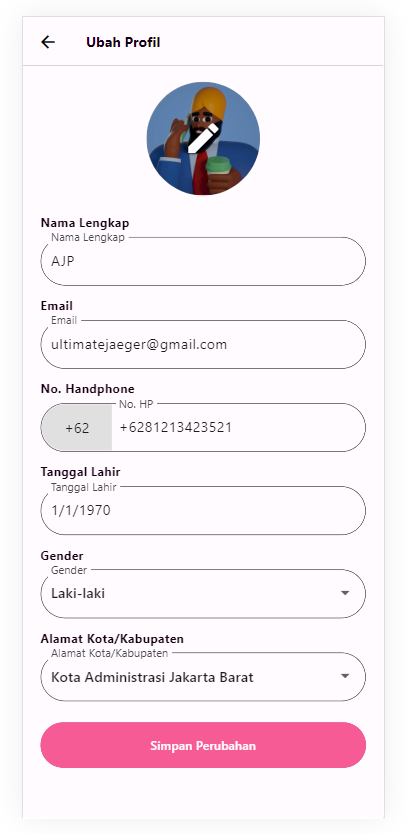 Ubah Profil
Nama Lengkap
Nama Lengkap
AJP
Email
Email
ultimatejaeger@gmail.com
No. Handphone
No. HP
+62 +6281213423521
Tanggal Lahir
Tanggal Lahir
1/1/1970
Gender
Gender
Laki-laki
Alamat Kota/Kabupaten
Alamat Kota/Kabupaten
Kota Administrasi Jakarta Barat
Simpan Perubahan